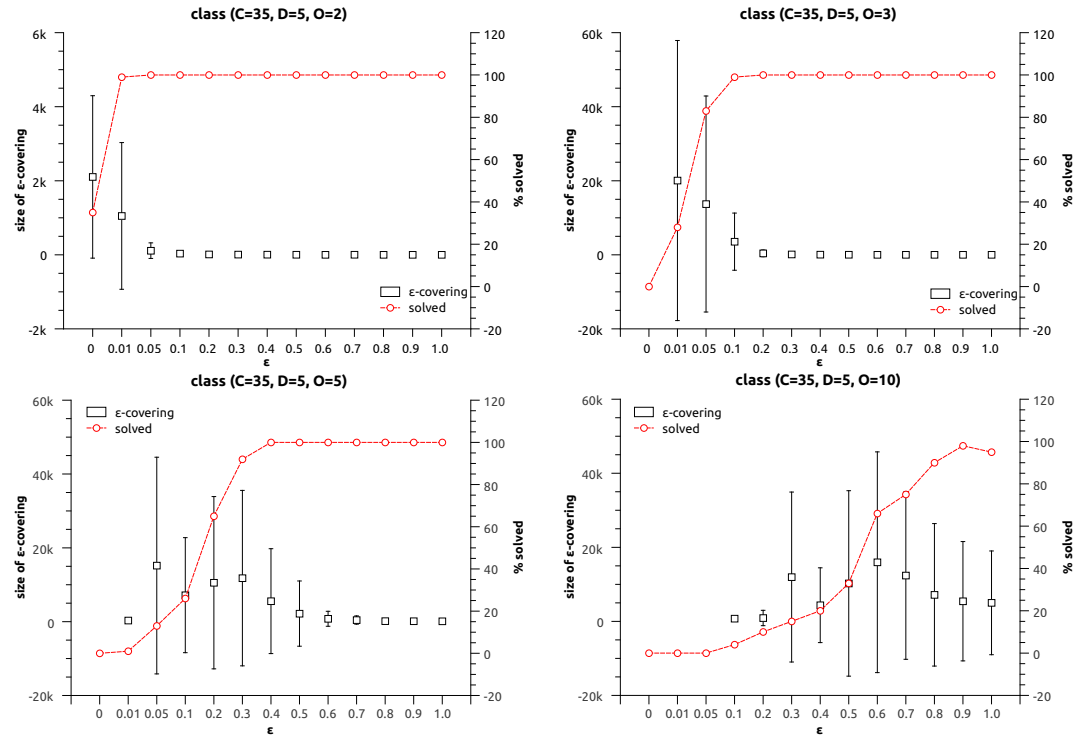 class (C=35, D=5, O=2)
6k
4k
2k
0
-2k
size of ε-covering
120
100
80
60
40
20
0
-20
% solved
ε-covering
solved
0 0.01 0.05 0.1 0.2 0.3 0.4 0.5 0.6 0.7 0.8 0.9 1.0
ε
class (C=35, D=5, O=3)
60k
40k
20k
0
-20k
size of ε-covering
120
100
80
60
40
20
0
-20
% solved
ε-covering
solved
0 0.01 0.05 0.1 0.2 0.3 0.4 0.5 0.6 0.7 0.8 0.9 1.0
ε
class (C=35, D=5, O=5)
60k
40k
20k
0
-20k
size of ε-covering
120
100
80
60
40
20
0
-20
% solved
ε-covering
solved
0 0.01 0.05 0.1 0.2 0.3 0.4 0.5 0.6 0.7 0.8 0.9 1.0
ε
class (C=35, D=5, O=10)
60k
40k
20k
0
-20k
size of ε-covering
120
100
80
60
40
20
0
-20
% solved
ε-covering
solved
0 0.01 0.05 0.1 0.2 0.3 0.4 0.5 0.6 0.7 0.8 0.9 1.0
ε